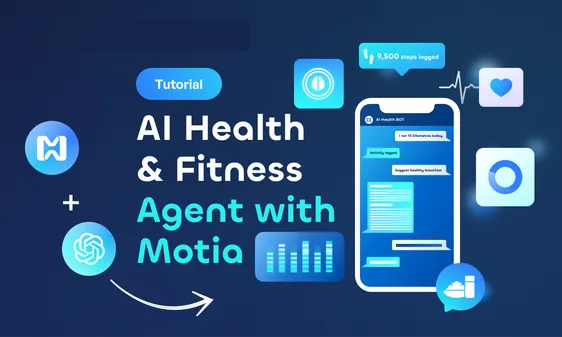 Tutorial
AI Health
& Fitness
Agent with
Motia
+
9,500 steps logged
AI Health BOT
I ran 10 kilometres today.
Activity logged
Suggest healthy breakfast